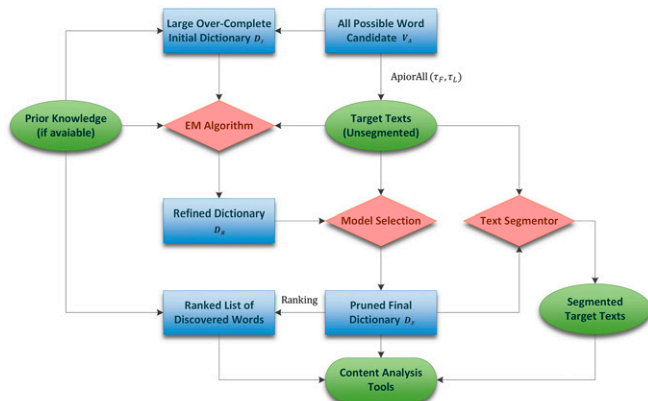 Large Over-Complete
Initial Dictionary D_i
All Possible Word
Candidate V_s
ApiorAll (τ_F, τ_L)
Prior Knowledge
(if avaiable)
EM Algorithm
Target Texts
(Unsegmented)
Refined Dictionary
D_R
Model Selection
Text Segmentor
Ranked List of
Discovered Words
Ranking
Pruned Final
Dictionary D_F
Segmented
Target Texts
Content Analysis
Tools